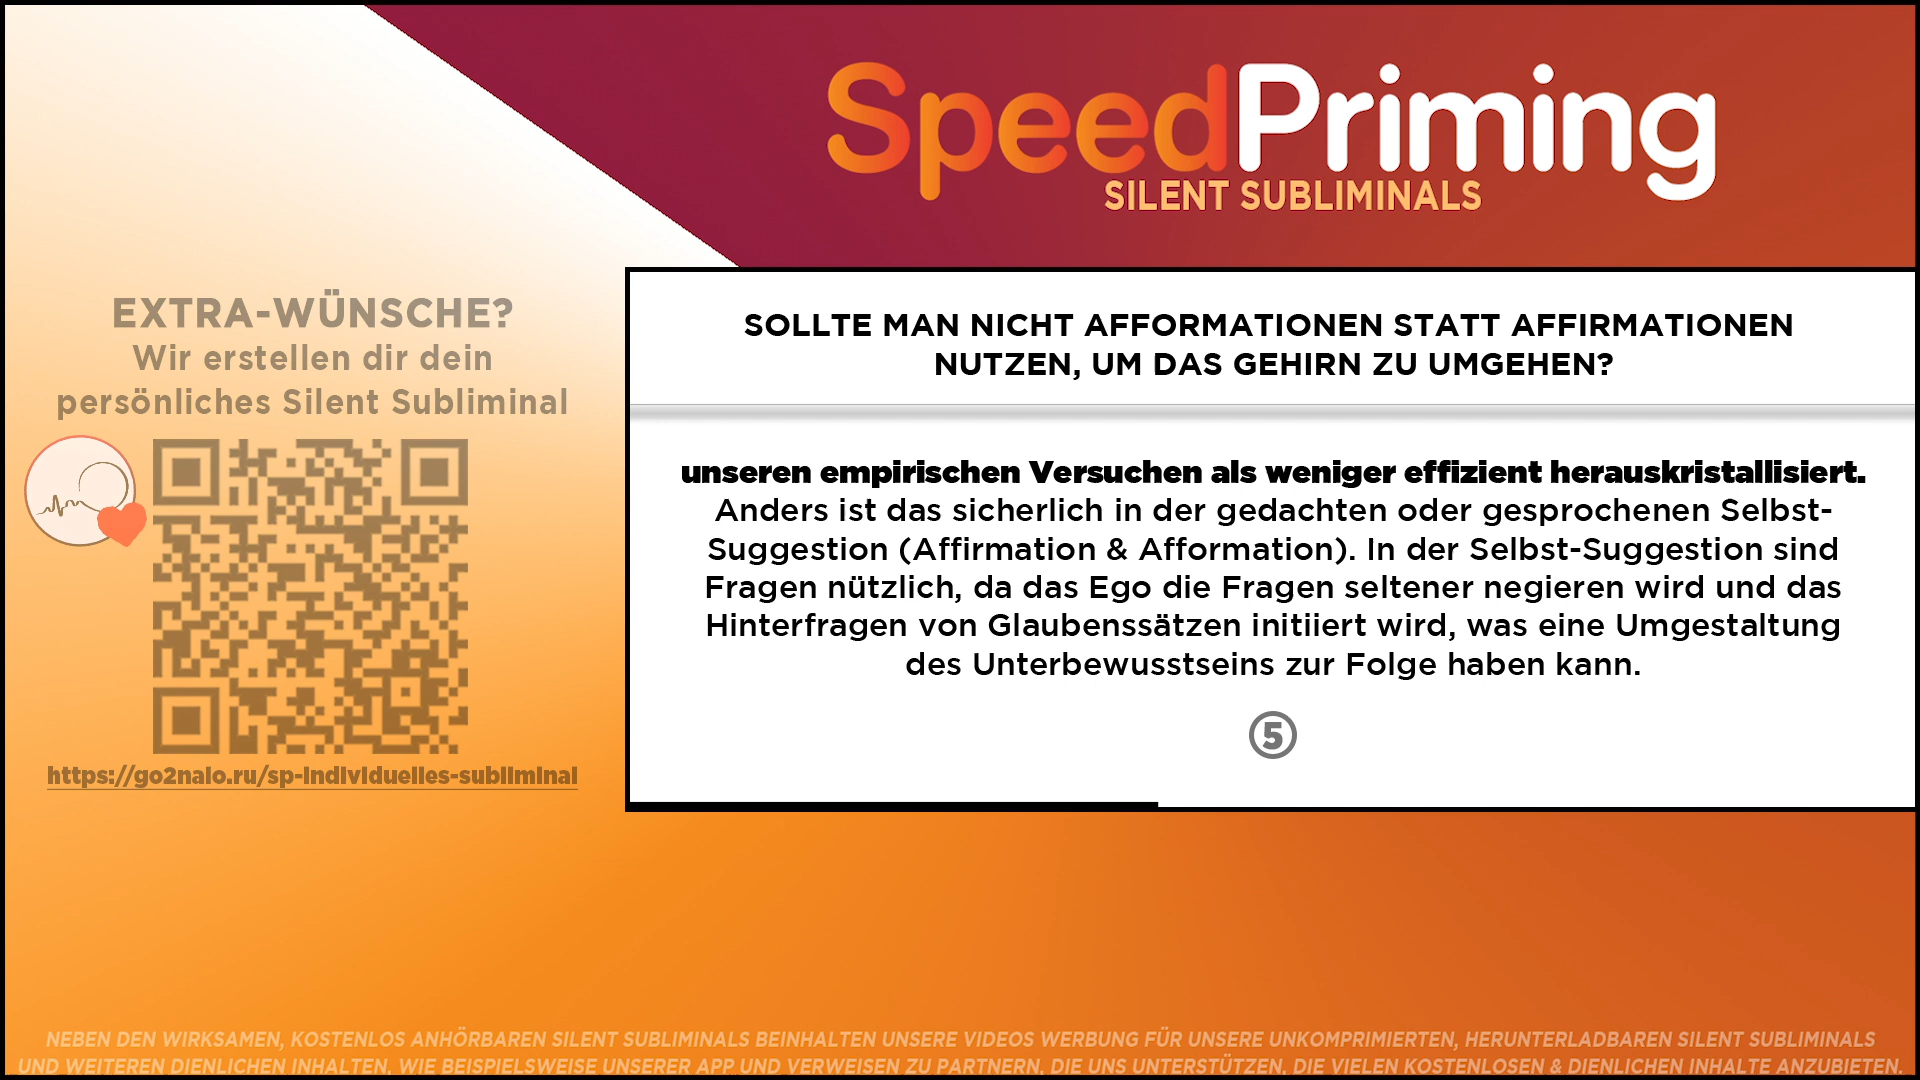 SpeedPriming
SILENT SUBLIMINALS
EXTRA-WÜNSCHE?
Wir erstellen dir dein
persönliches Silent Subliminal
https://go2nalo.ru/sp-individuelles-subliminal
SOLLTE MAN NICHT AFFORMATIONEN STATT AFFIRMATIONEN
NUTZEN, UM DAS GEHIRN ZU UMGEHEN?
unseren empirischen Versuchen als weniger effizient herauskristallisiert.
Anders ist das sicherlich in der gedachten oder gesprochenen Selbst-
Suggestion (Affirmation & Afformation). In der Selbst-Suggestion sind
Fragen nützlich, da das Ego die Fragen seltener negieren wird und das
Hinterfragen von Glaubenssätzen initiiert wird, was eine Umgestaltung
des Unterbewusstseins zur Folge haben kann.
5
NEBEN DEN WIRKSAMEN, KOSTENLOS ANHÖRBAREN SILENT SUBLIMINALS BEINHALTEN UNSERE VIDEOS WERBUNG FÜR UNSERE UNKOMPRIMIERTEN, HERUNTERLADBAREN SILENT SUBLIMINALS
UND WEITEREN DIENLICHEN INHALTEN, WIE BEISPIELSWEISE UNSERER APP UND VERWEISEN ZU PARTNERN, DIE UNS UNTERSTÜTZEN, DIE VIELEN KOSTENLOSEN & DIENLICHEN INHALTE ANZUBIETEN.